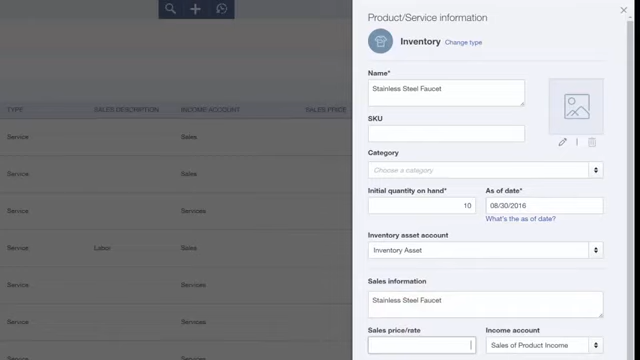 Product/Service information
Inventory Change type
Name*
Stainless Steel Faucet
SKU
Category
Choose a category
Initial quantity on hand* As of date*
10 08/30/2016
What's the as of date?
Inventory asset account
Inventory Asset
Sales information
Stainless Steel Faucet
Sales price/rate Income account
Sales of Product Income
TYPE SALES DESCRIPTION INCOME ACCOUNT SALES PRICE
Service Sales
Service Sales
Service Services
Service Labor Sales
Service Services
Service Services
Service Services